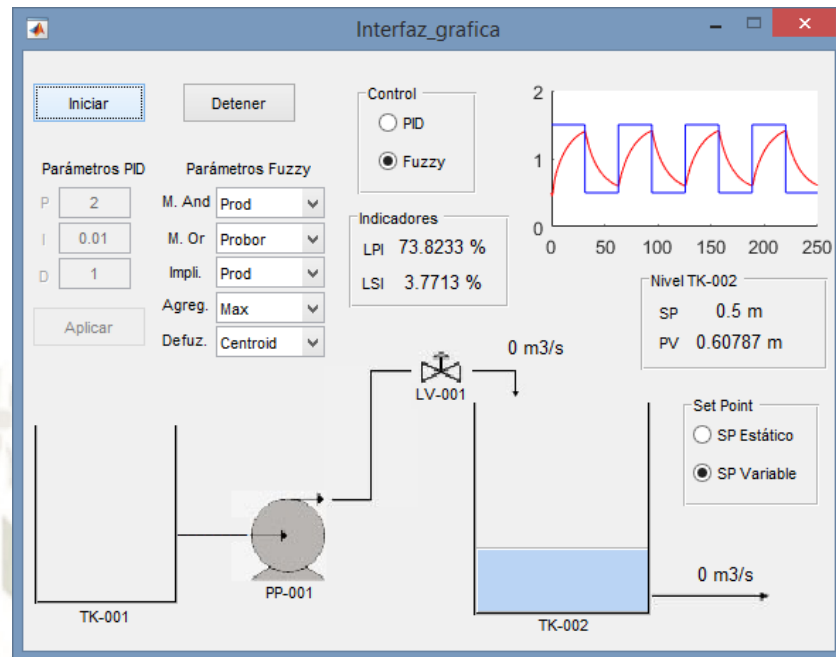 Interfaz_grafica
Iniciar
Detener
Control
PID
Fuzzy
2
1
0
0 50 100 150 200 250
Parámetros PID
P 2
I 0.01
D 1
Aplicar
Parámetros Fuzzy
M. And Prod
M. Or Probor
Impli. Prod
Agreg. Max
Defuz. Centroid
Indicadores
LPI 73.8233 %
LSI 3.7713 %
Nivel TK-002
SP 0.5 m
PV 0.60787 m
0 m3/s
LV-001
Set Point
SP Estático
SP Variable
PP-001
TK-001
0 m3/s
TK-002